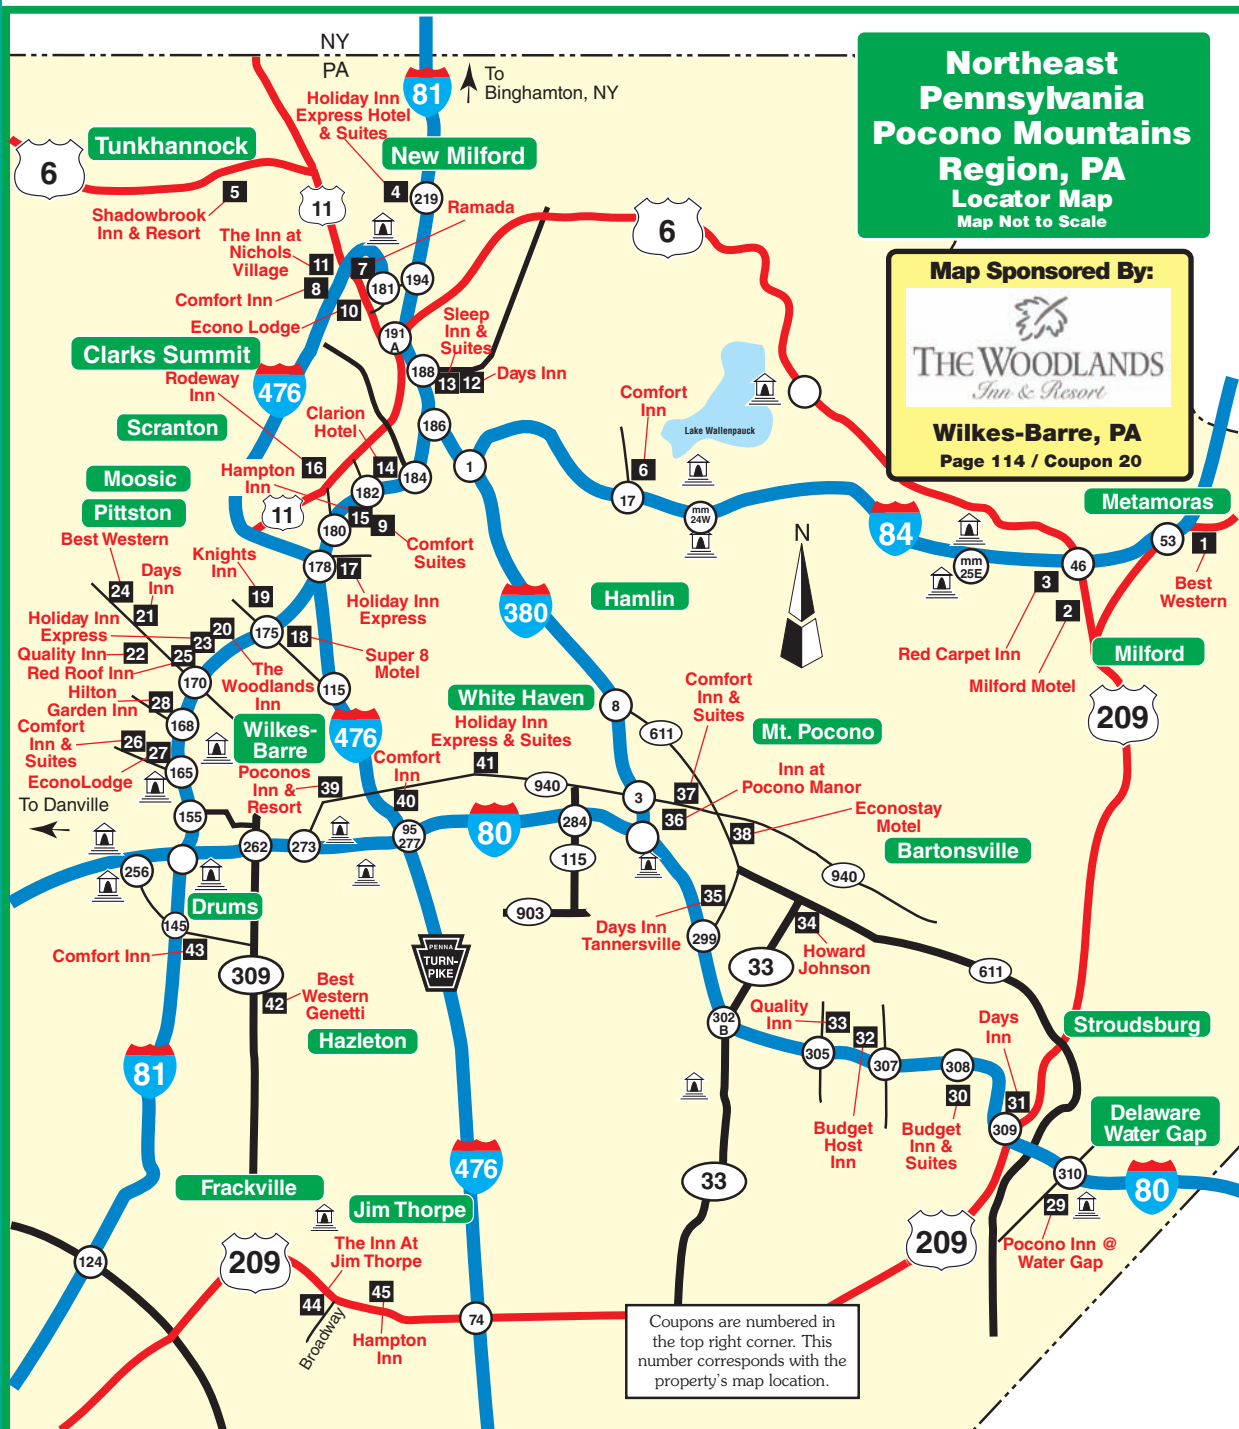 NY
PA
81
To
Binghamton, NY
Northeast
Pennsylvania
Pocono Mountains
Region, PA
Locator Map
Map Not to Scale
Map Sponsored By:
THE WOODLANDS
Inn & Resort
Wilkes-Barre, PA
Page 114 / Coupon 20
Holiday Inn
Express Hotel
& Suites
Tunkhannock
New Milford
6
5
4
219
11
Shadowbrook
Inn & Resort
Ramada
6
The Inn at
Nichols
Village
11
7
8
181
194
Comfort Inn
10
Econo Lodge
Sleep
Inn &
Suites
191
A
Clarks Summit
188
13
12
Days Inn
Rodeway
Inn
476
Comfort
Inn
Lake Wallenpauck
Scranton
Clarion
Hotel
186
16
14
1
6
Moosic
Hampton
Inn
184
182
17
mm
24W
Metamoras
Pittston
11
15
9
180
84
53
1
Best Western
Knights
Inn
Comfort
Suites
N
Days
Inn
178
17
mm
25E
46
Best
Western
24
21
19
Holiday Inn
Express
380
Hamlin
3
2
Holiday Inn
Express
20
23
175
18
Quality Inn
22
25
Super 8
Motel
Red Carpet Inn
Milford
Red Roof Inn
The
Woodlands
Inn
170
115
Milford Motel
Hilton
Garden Inn
28
168
White Haven
8
Comfort
Inn &
Suites
209
Comfort
Inn &
Suites
26
27
Wilkes-
Barre
476
Holiday Inn
Express & Suites
611
Mt. Pocono
EconoLodge
165
Poconos
Inn &
Resort
39
Comfort
Inn
40
41
940
37
3
Inn at
Pocono Manor
To Danville
155
80
284
36
38
Econostay
Motel
262
273
95
277
115
Bartonsville
256
940
Drums
903
35
145
Days Inn
Tannersville
299
34
Howard
Johnson
Comfort Inn
43
PENNA
TURN-
PIKE
309
33
611
42
Best
Western
Genetti
Quality
Inn
33
302
B
Days
Inn
Stroudsburg
Hazleton
32
305
307
308
81
30
31
309
Delaware
Water Gap
Budget
Host
Inn
Budget
Inn &
Suites
476
310
80
Frackville
33
29
Jim Thorpe
209
Pocono Inn @
Water Gap
209
The Inn At
Jim Thorpe
124
45
44
74
Broadway
Hampton
Inn
Coupons are numbered in
the top right corner. This
number corresponds with the
property's map location.